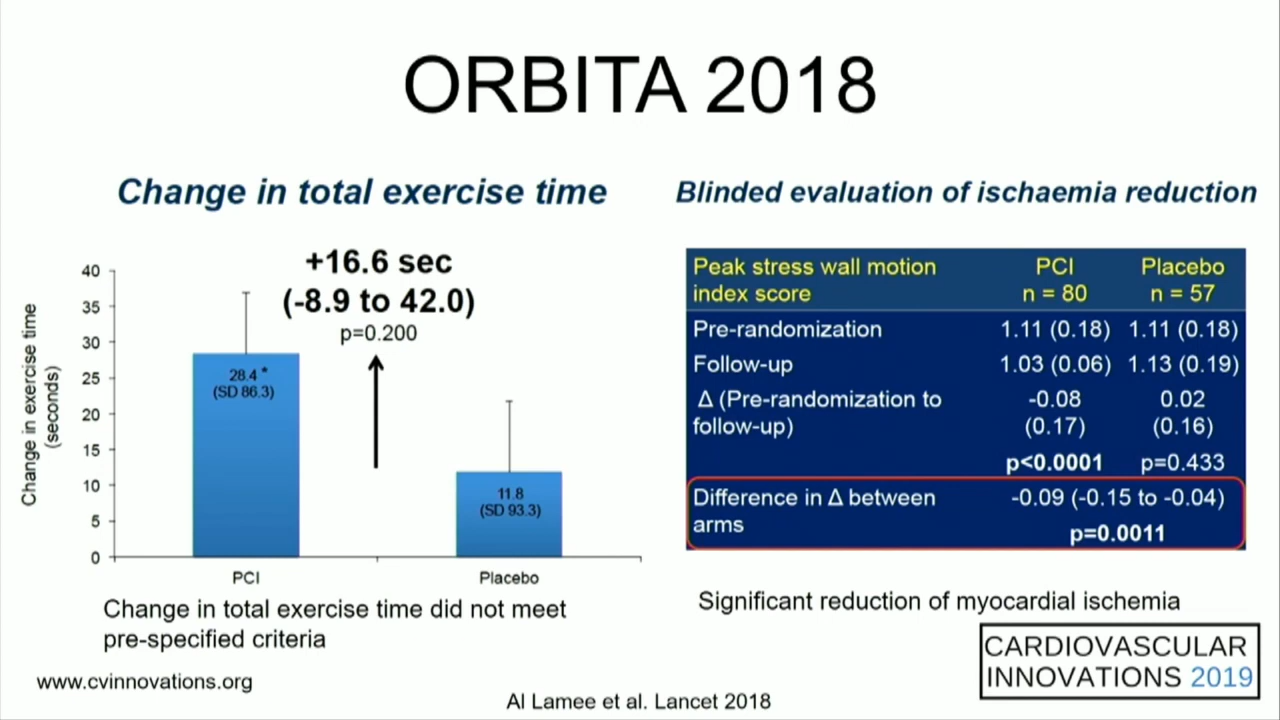 ORBITA 2018
Change in total exercise time
+16.6 sec
(-8.9 to 42.0)
p=0.200
Change in exercise time
(seconds)
40
35
30
25
20
15
10
5
0
28.4 *
(SD 86.3)
11.8
(SD 93.3)
PCI
Placebo
Change in total exercise time did not meet
pre-specified criteria
Blinded evaluation of ischaemia reduction
Peak stress wall motion PCI Placebo
index score n = 80 n = 57
Pre-randomization 1.11 (0.18) 1.11 (0.18)
Follow-up 1.03 (0.06) 1.13 (0.19)
Δ (Pre-randomization to -0.08 0.02
follow-up) (0.17) (0.16)
p<0.0001 p=0.433
Difference in Δ between -0.09 (-0.15 to -0.04)
arms
p=0.0011
Significant reduction of myocardial ischemia
CARDIOVASCULAR
INNOVATIONS 2019
www.cvinnovations.org
Al Lamee et al. Lancet 2018